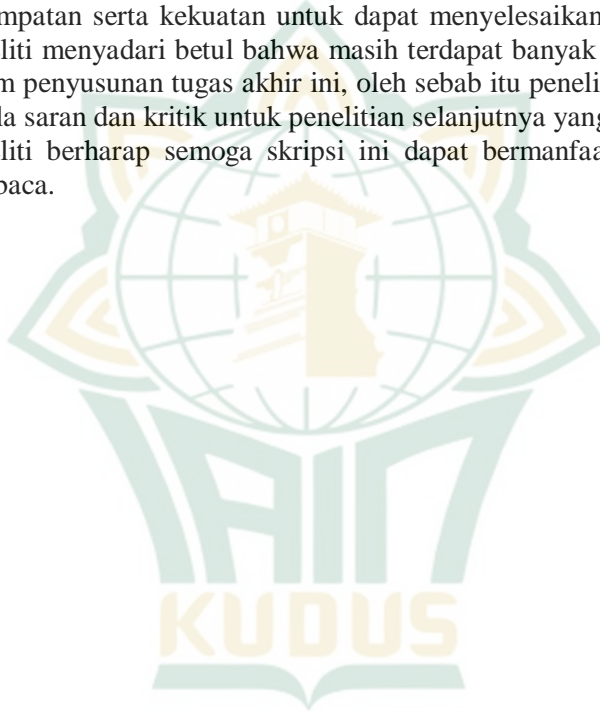 mpatan serta kekuatan untuk dapat menyelesaikan
liti menyadari betul bahwa masih terdapat banyak
m penyusunan tugas akhir ini, oleh sebab itu peneli
la saran dan kritik untuk penelitian selanjutnya yang
liti berharap semoga skripsi ini dapat bermanfaa
baca.
IAIN
KUDUS